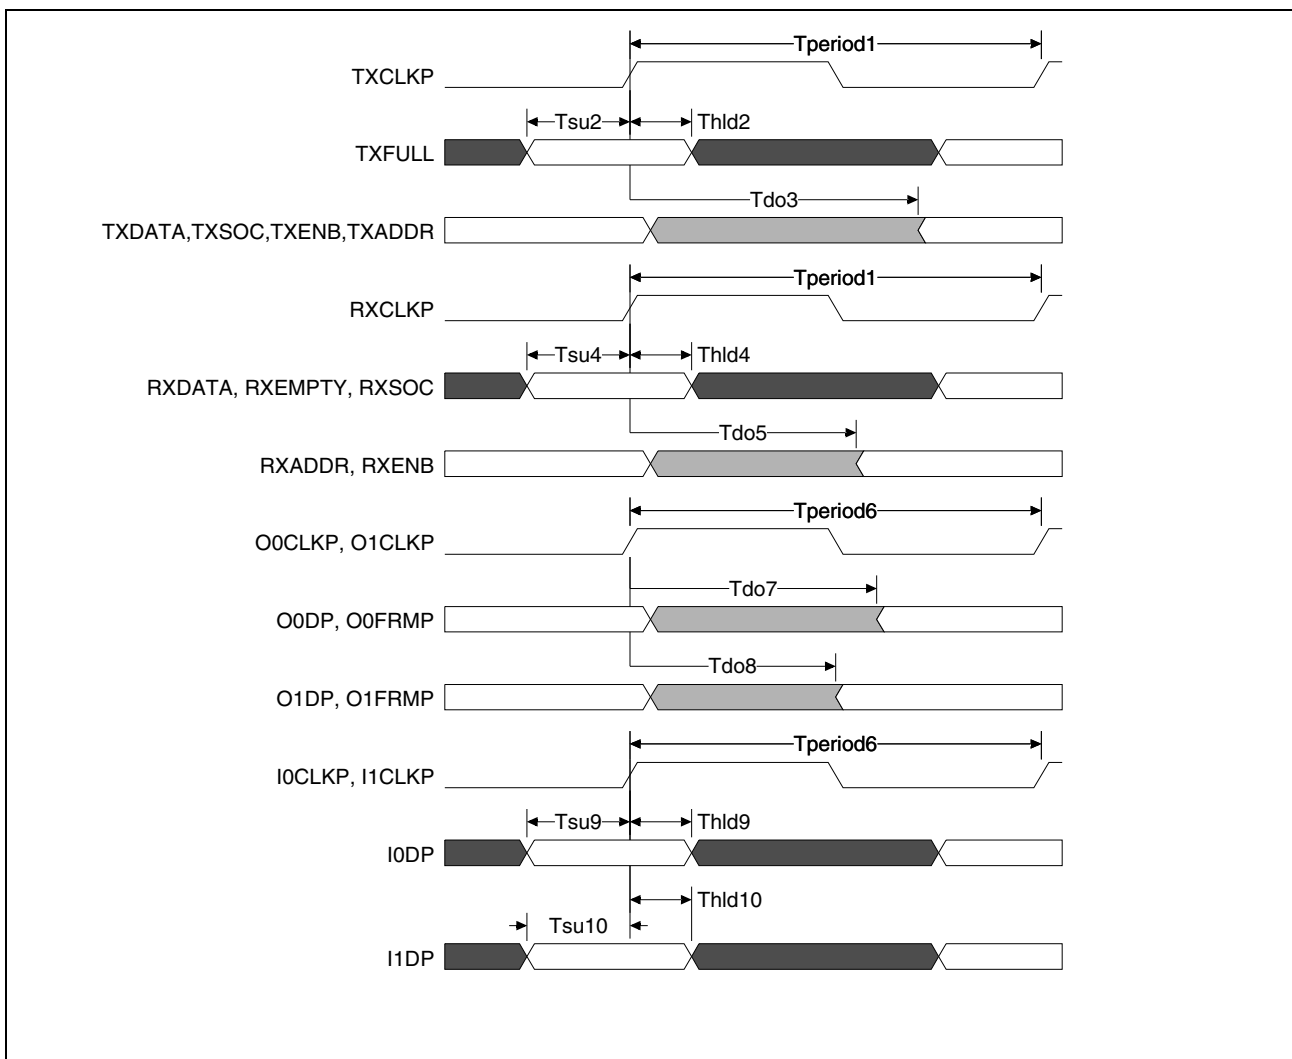 Tperiod1
TXCLKP
Tsu2 Thld2
TXFULL
Tdo3
TXDATA,TXSOC,TXENB,TXADDR
Tperiod1
RXCLKP
Tsu4 Thld4
RXDATA, RXEMPTY, RXSOC
Tdo5
RXADDR, RXENB
Tperiod6
O0CLKP, O1CLKP
Tdo7
O0DP, O0FRMP
Tdo8
O1DP, O1FRMP
Tperiod6
I0CLKP, I1CLKP
Tsu9 Thld9
I0DP
Thld10
Tsu10
I1DP